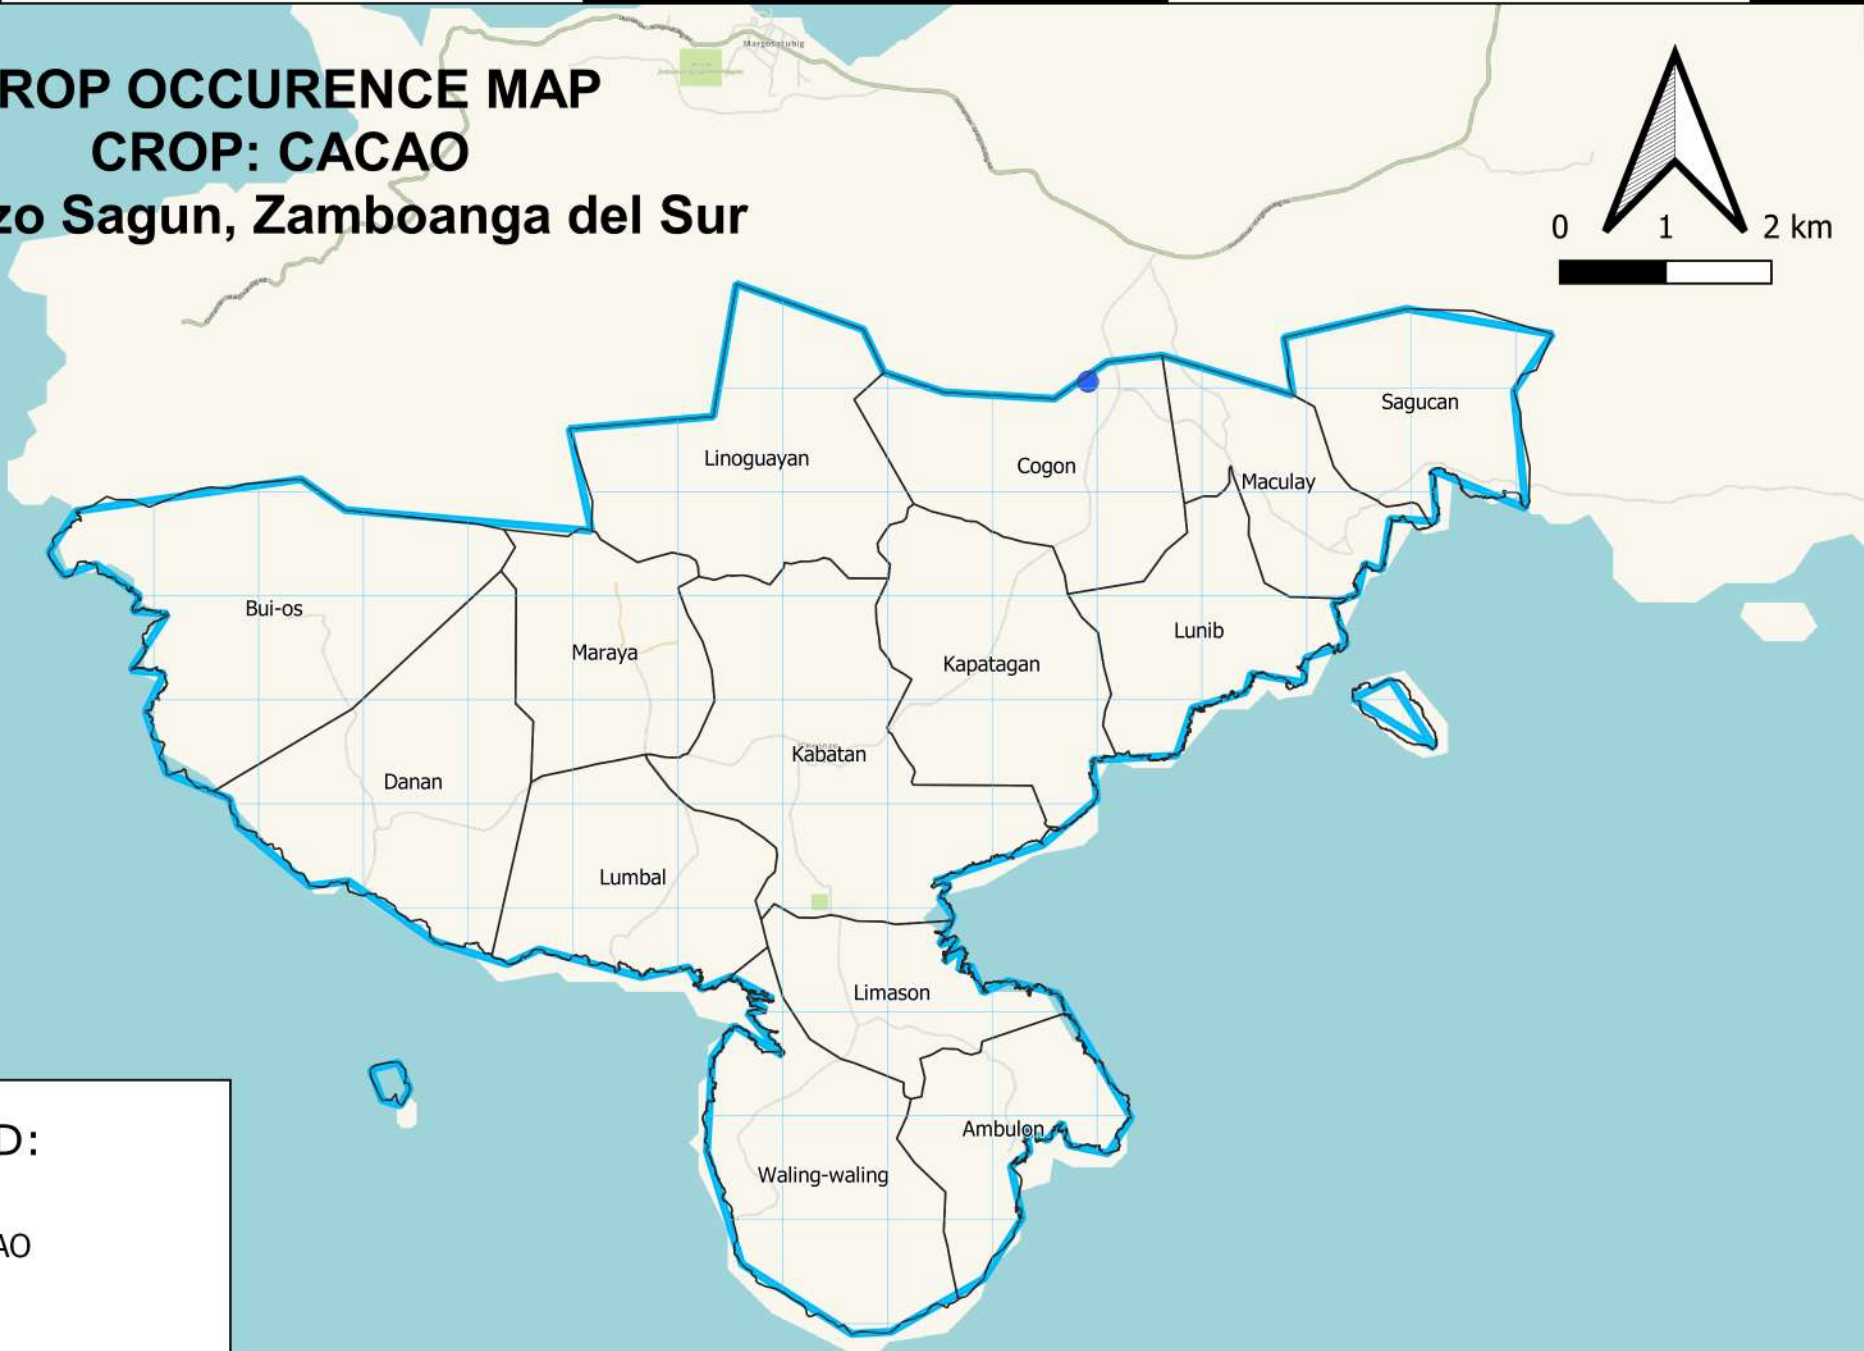 Margosatubig
ROP OCCURENCE MAP
CROP: CACAO
zo Sagun, Zamboanga del Sur
0 1 2 km
Sagucan
Linoguayan
Cogon
Maculay
Bui-os
Lunib
Maraya
Kapatagan
Kabatan
Danan
Lumbal
Limason
Ambulon
D:
Waling-waling
AO